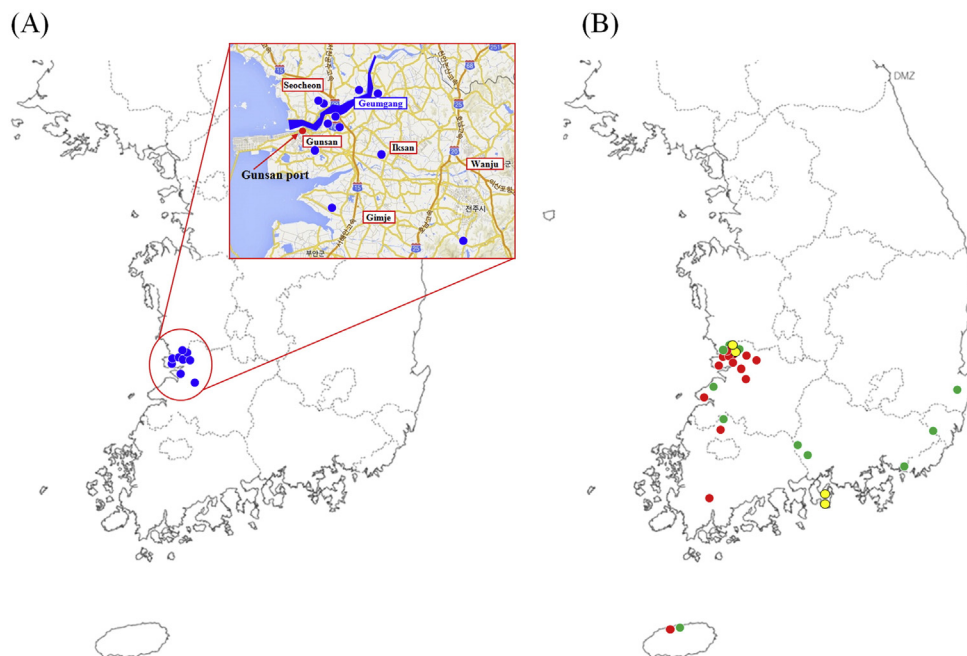 (A)
(B)
DMZ
Seocheon
Geumgang
Gunsan
Iksan
Gunsan port
Wanju
Gimje
전주시
부안군